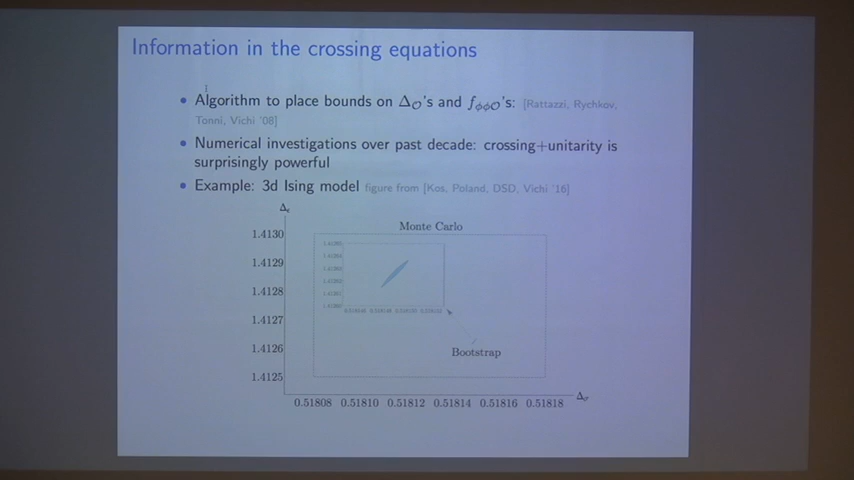 Information in the crossing equations
• Algorithm to place bounds on Δ𝒪's and fϕϕ𝒪's: [Rattazzi, Rychkov,
Tonni, Vichi '08]
• Numerical investigations over past decade: crossing+unitarity is
surprisingly powerful
• Example: 3d Ising model figure from [Kos, Poland, DSD, Vichi '16]
Δϵ
Monte Carlo
1.4130
1.4129
1.4128
1.4127
1.4126
1.4125
Bootstrap
Δσ
0.51808 0.51810 0.51812 0.51814 0.51816 0.51818